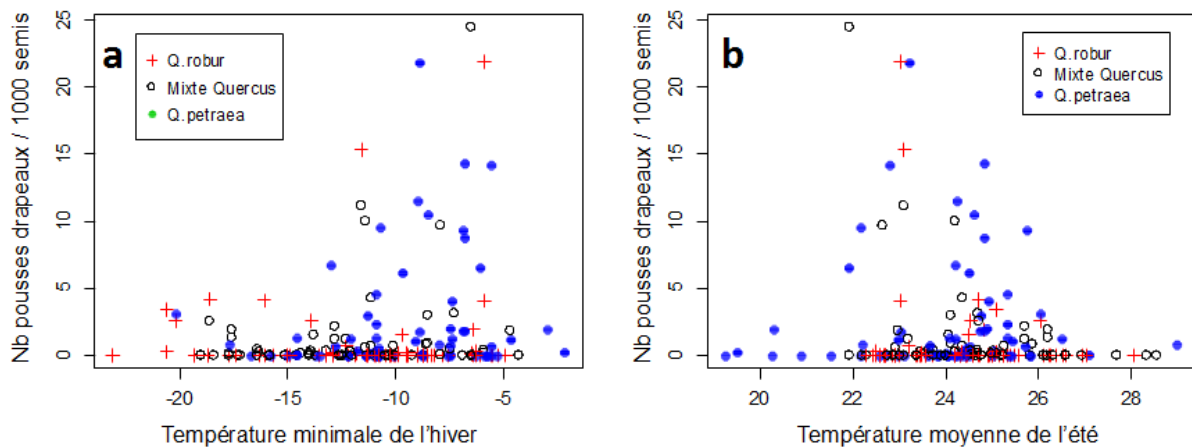 a
Nb pousses drapeaux / 1000 semis
25
20
15
10
5
0
Q. robur
Mixte Quercus
Q. petraea
-20
-15
-10
-5
Température minimale de l'hiver
b
Nb pousses drapeaux / 1000 semis
25
20
15
10
5
0
Q. robur
Mixte Quercus
Q. petraea
20
22
24
26
28
Température moyenne de l'été